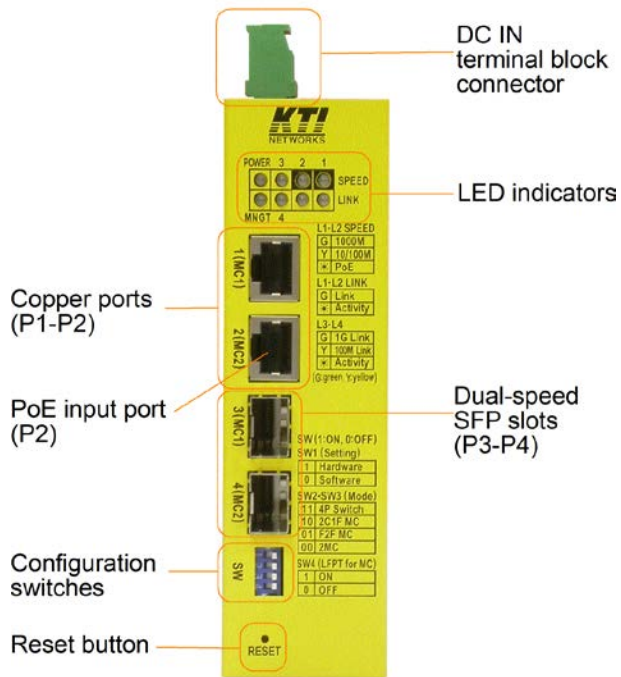 DC IN
terminal block
connector
KTI
NETWORKS
POWER 3 2 1
SPEED
LINK
MNGT 4
LED indicators
L1-L2 SPEED
G 1000M
Y 10/100M
* PoE
L1-L2 LINK
G Link
* Activity
L3-L4
G 1G Link
Y 100M Link
* Activity
(G:green, Y:yellow)
1(MC1)
2(MC2)
Copper ports
(P1-P2)
PoE input port
(P2)
3(MC1)
4(MC2)
Dual-speed
SFP slots
(P3-P4)
SW(1:ON, 0:OFF)
SW1 (Setting)
1 Hardware
0 Software
SW2-SW3 (Mode)
11 4P Switch
10 2C1F MC
01 F2F MC
00 2MC
SW4 (LFPT for MC)
1 ON
0 OFF
Configuration
switches
SW
Reset button
RESET